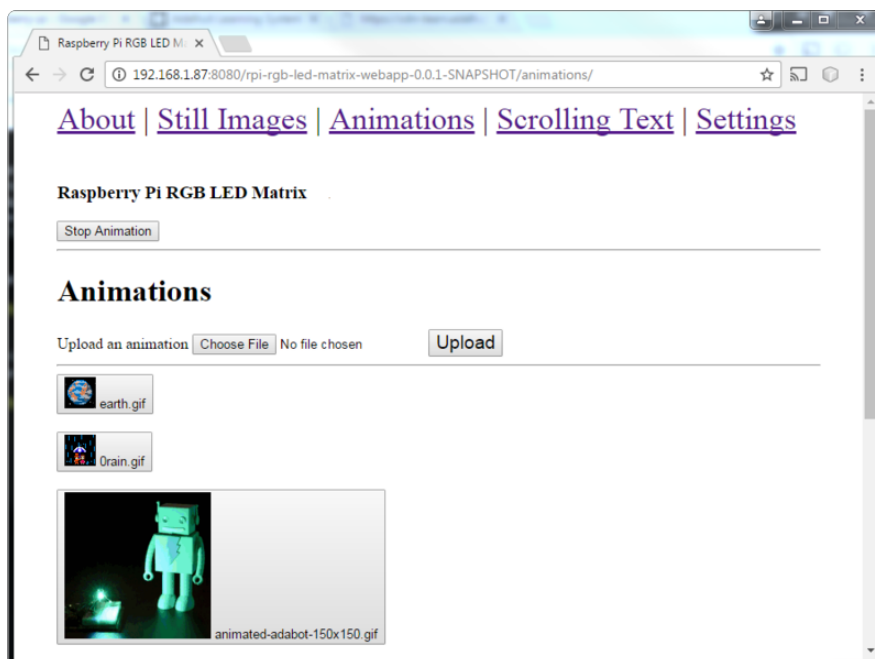 Raspberry Pi RGB LED M
192.168.1.87:8080/rpi-rgb-led-matrix-webapp-0.0.1-SNAPSHOT/animations/
About | Still Images | Animations | Scrolling Text | Settings
Raspberry Pi RGB LED Matrix
Stop Animation
Animations
Upload an animation Choose File No file chosen Upload
earth.gif
0rain.gif
animated-adabot-150x150.gif